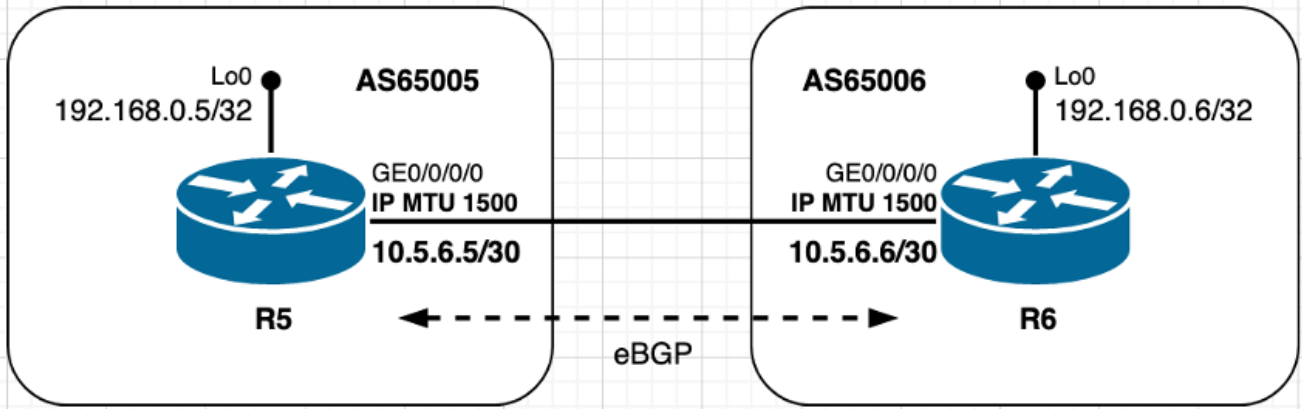 Lo0
192.168.0.5/32
AS65005
GE0/0/0/0
IP MTU 1500
10.5.6.5/30
R5
AS65006
Lo0
192.168.0.6/32
GE0/0/0/0
IP MTU 1500
10.5.6.6/30
R6
eBGP